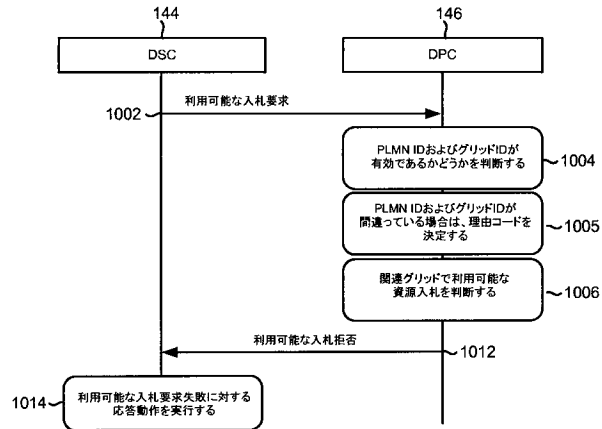 144
146
DSC
DPC
利用可能な入札要求
1002
PLMN IDおよびグリッドIDが
有効であるかどうかを判断する
1004
PLMN IDおよびグリッドIDが
間違っている場合は、理由コードを
決定する
1005
関連グリッドで利用可能な
資源入札を判断する
1006
利用可能な入札拒否
1012
1014
利用可能な入札要求失敗に対する
応答動作を実行する